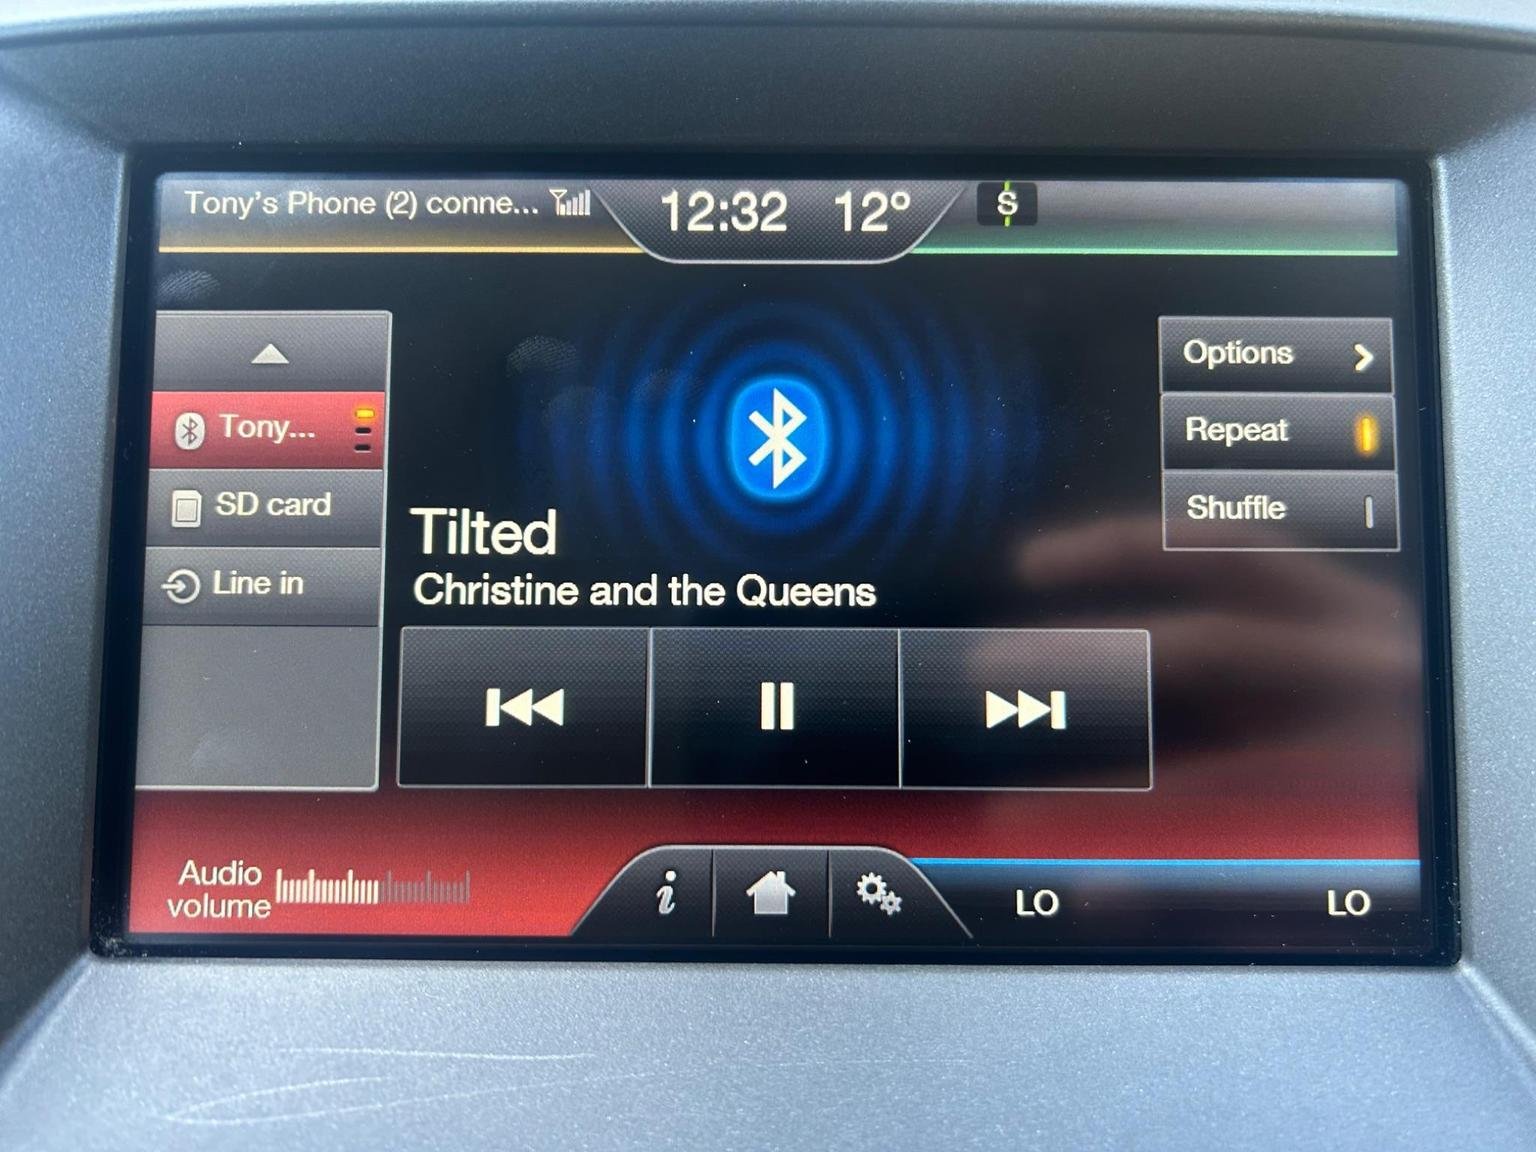 Tony's Phone (2) conne...
12:32 12°
S
Tony...
SD card
Line in
Tilted
Christine and the Queens
Options
Repeat
Shuffle
Audio
volume
i
LO
LO